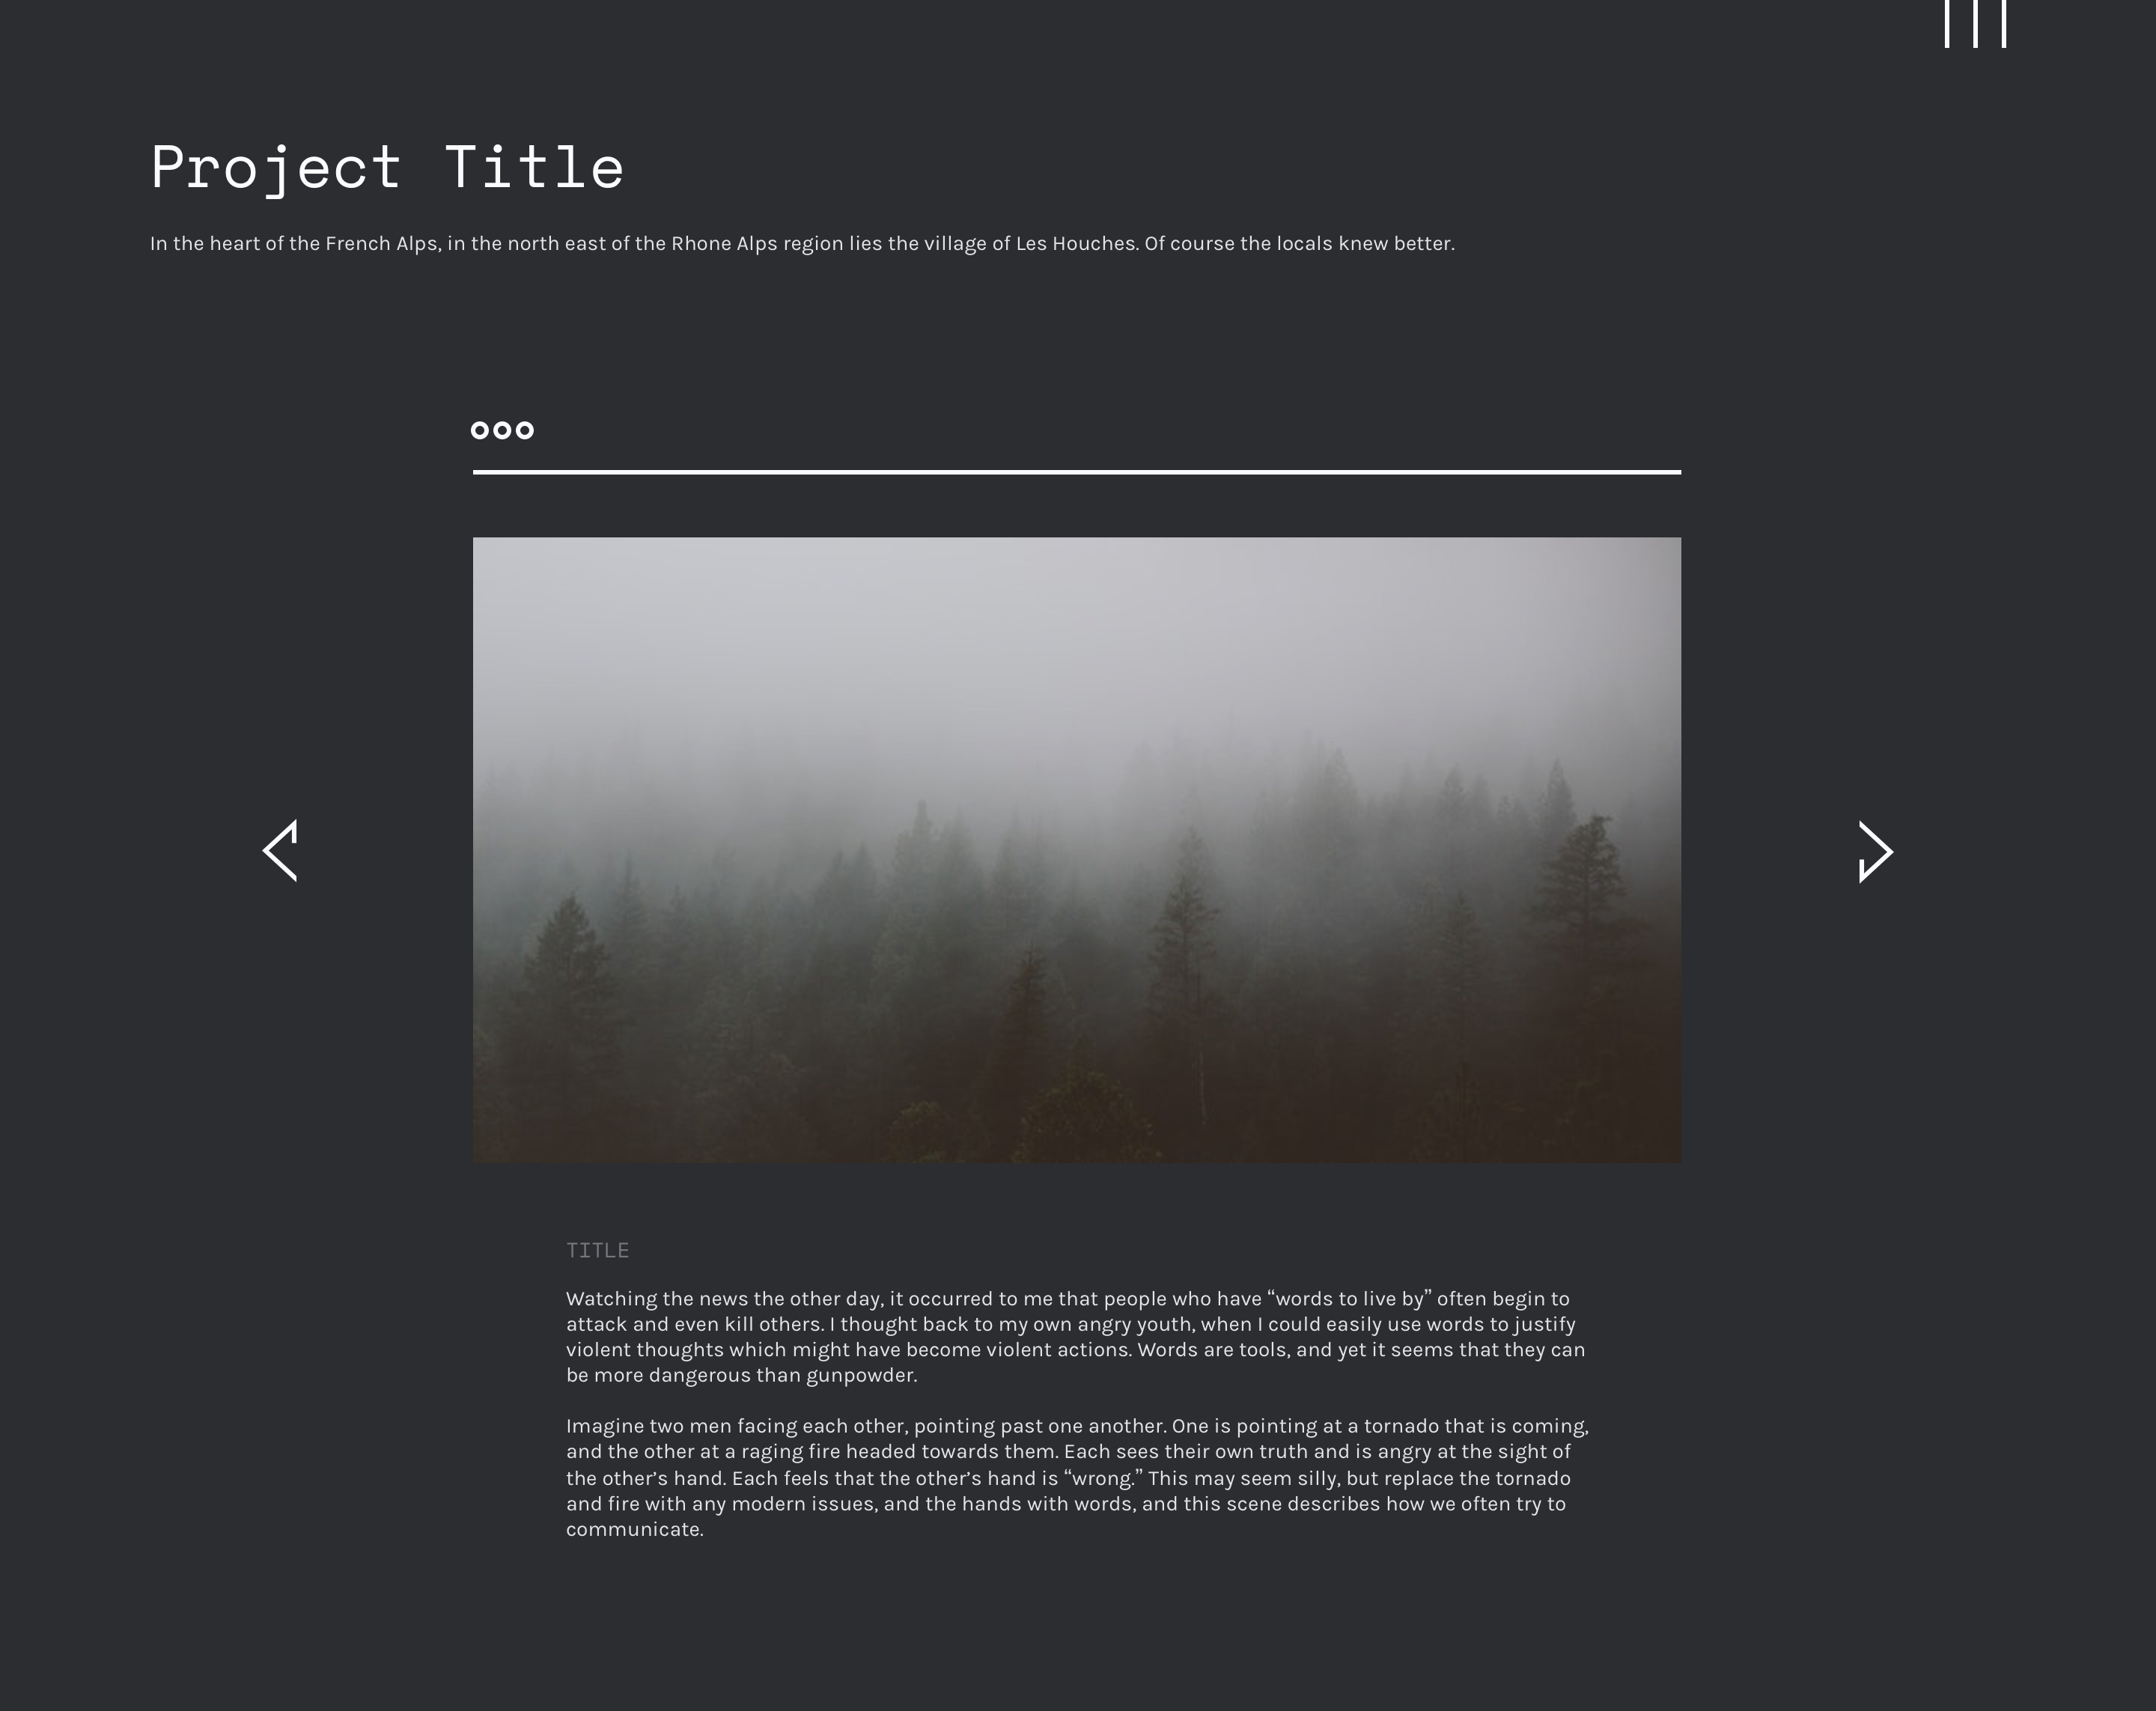 Project Title
In the heart of the French Alps, in the north east of the Rhone Alps region lies the village of Les Houches. Of course the locals knew better.
TITLE
Watching the news the other day, it occurred to me that people who have “words to live by” often begin to
attack and even kill others. I thought back to my own angry youth, when I could easily use words to justify
violent thoughts which might have become violent actions. Words are tools, and yet it seems that they can
be more dangerous than gunpowder.
Imagine two men facing each other, pointing past one another. One is pointing at a tornado that is coming,
and the other at a raging fire headed towards them. Each sees their own truth and is angry at the sight of
the other’s hand. Each feels that the other’s hand is “wrong.” This may seem silly, but replace the tornado
and fire with any modern issues, and the hands with words, and this scene describes how we often try to
communicate.